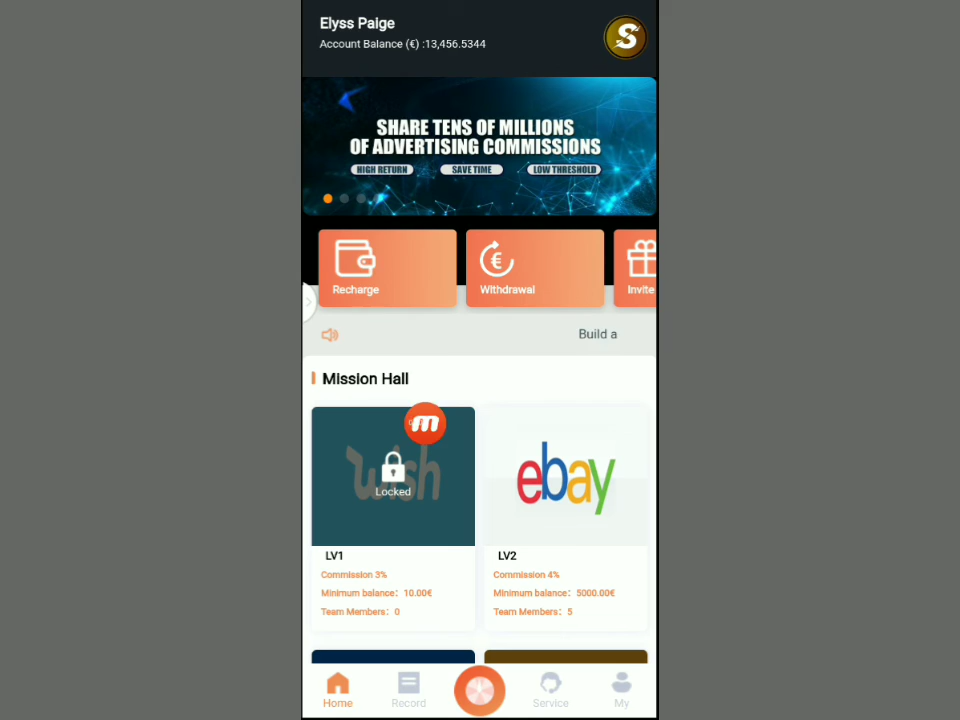 Elyss Paige
Account Balance (€) :13,456.5344
S
SHARE TENS OF MILLIONS
OF ADVERTISING COMMISSIONS
HIGH RETURN
SAVE TIME
LOW THRESHOLD
Recharge
Withdrawal
Invite
Build a
Mission Hall
m
wish
Locked
ebay
LV1
Commission 3%
Minimum balance: 10.00€
Team Members: 0
LV2
Commission 4%
Minimum balance: 5000.00€
Team Members: 5
Home
Record
Service
My